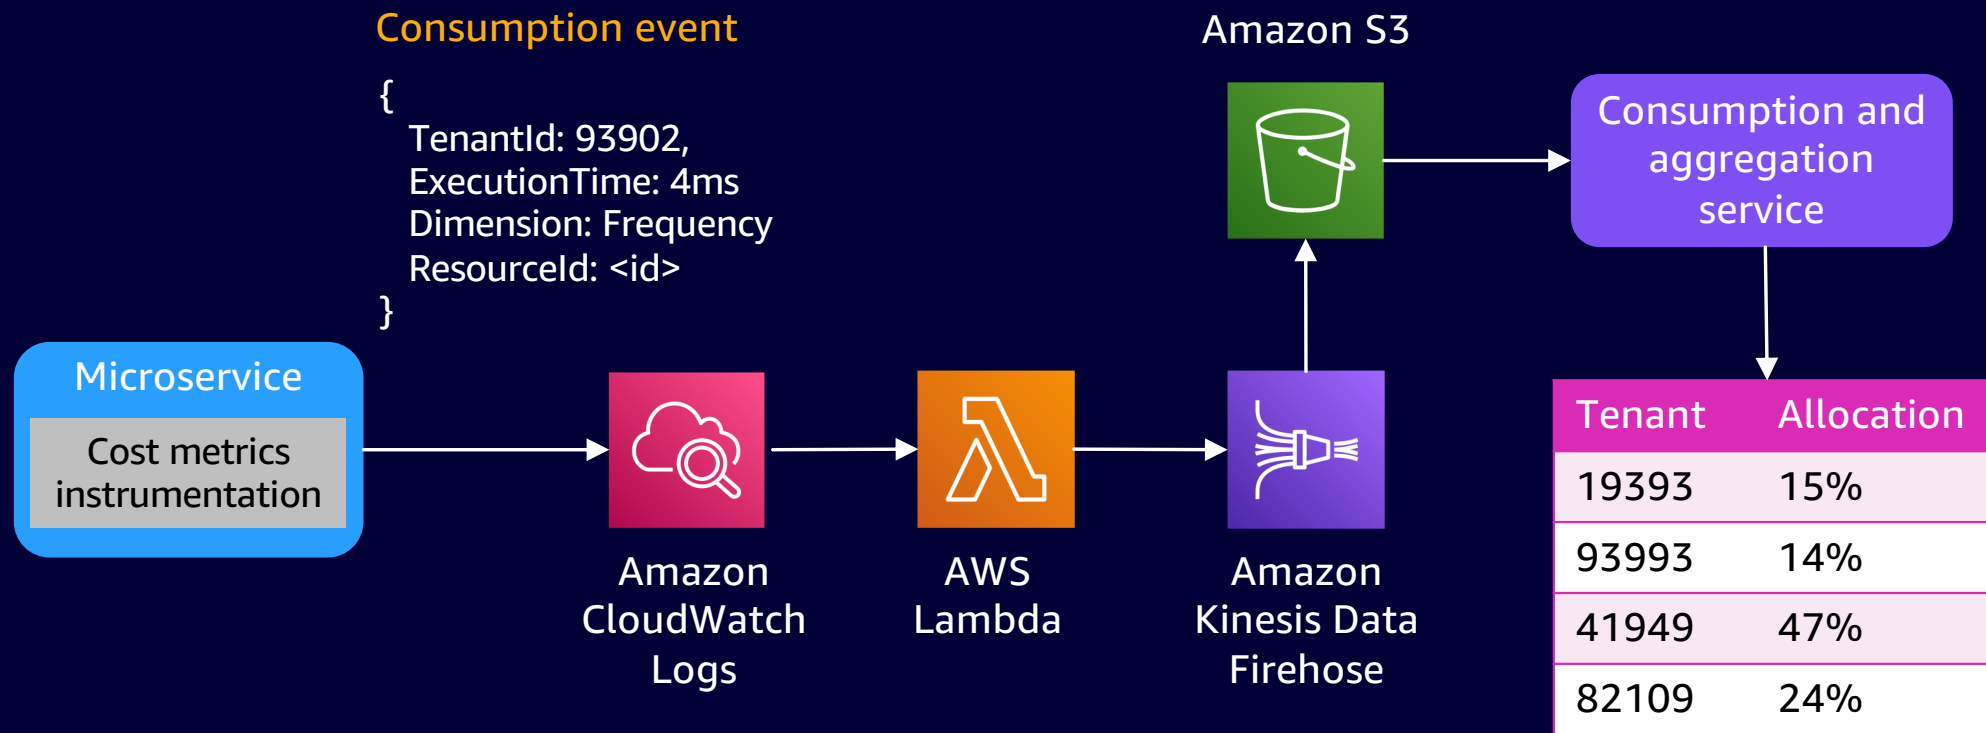 Consumption event
{
TenantId: 93902,
ExecutionTime: 4ms
Dimension: Frequency
ResourceId: <id>
}
Microservice
Cost metrics
instrumentation
Amazon
CloudWatch
Logs
AWS
Lambda
Amazon
Kinesis Data
Firehose
Amazon S3
Consumption and
aggregation
service
Tenant Allocation
19393 15%
93993 14%
41949 47%
82109 24%